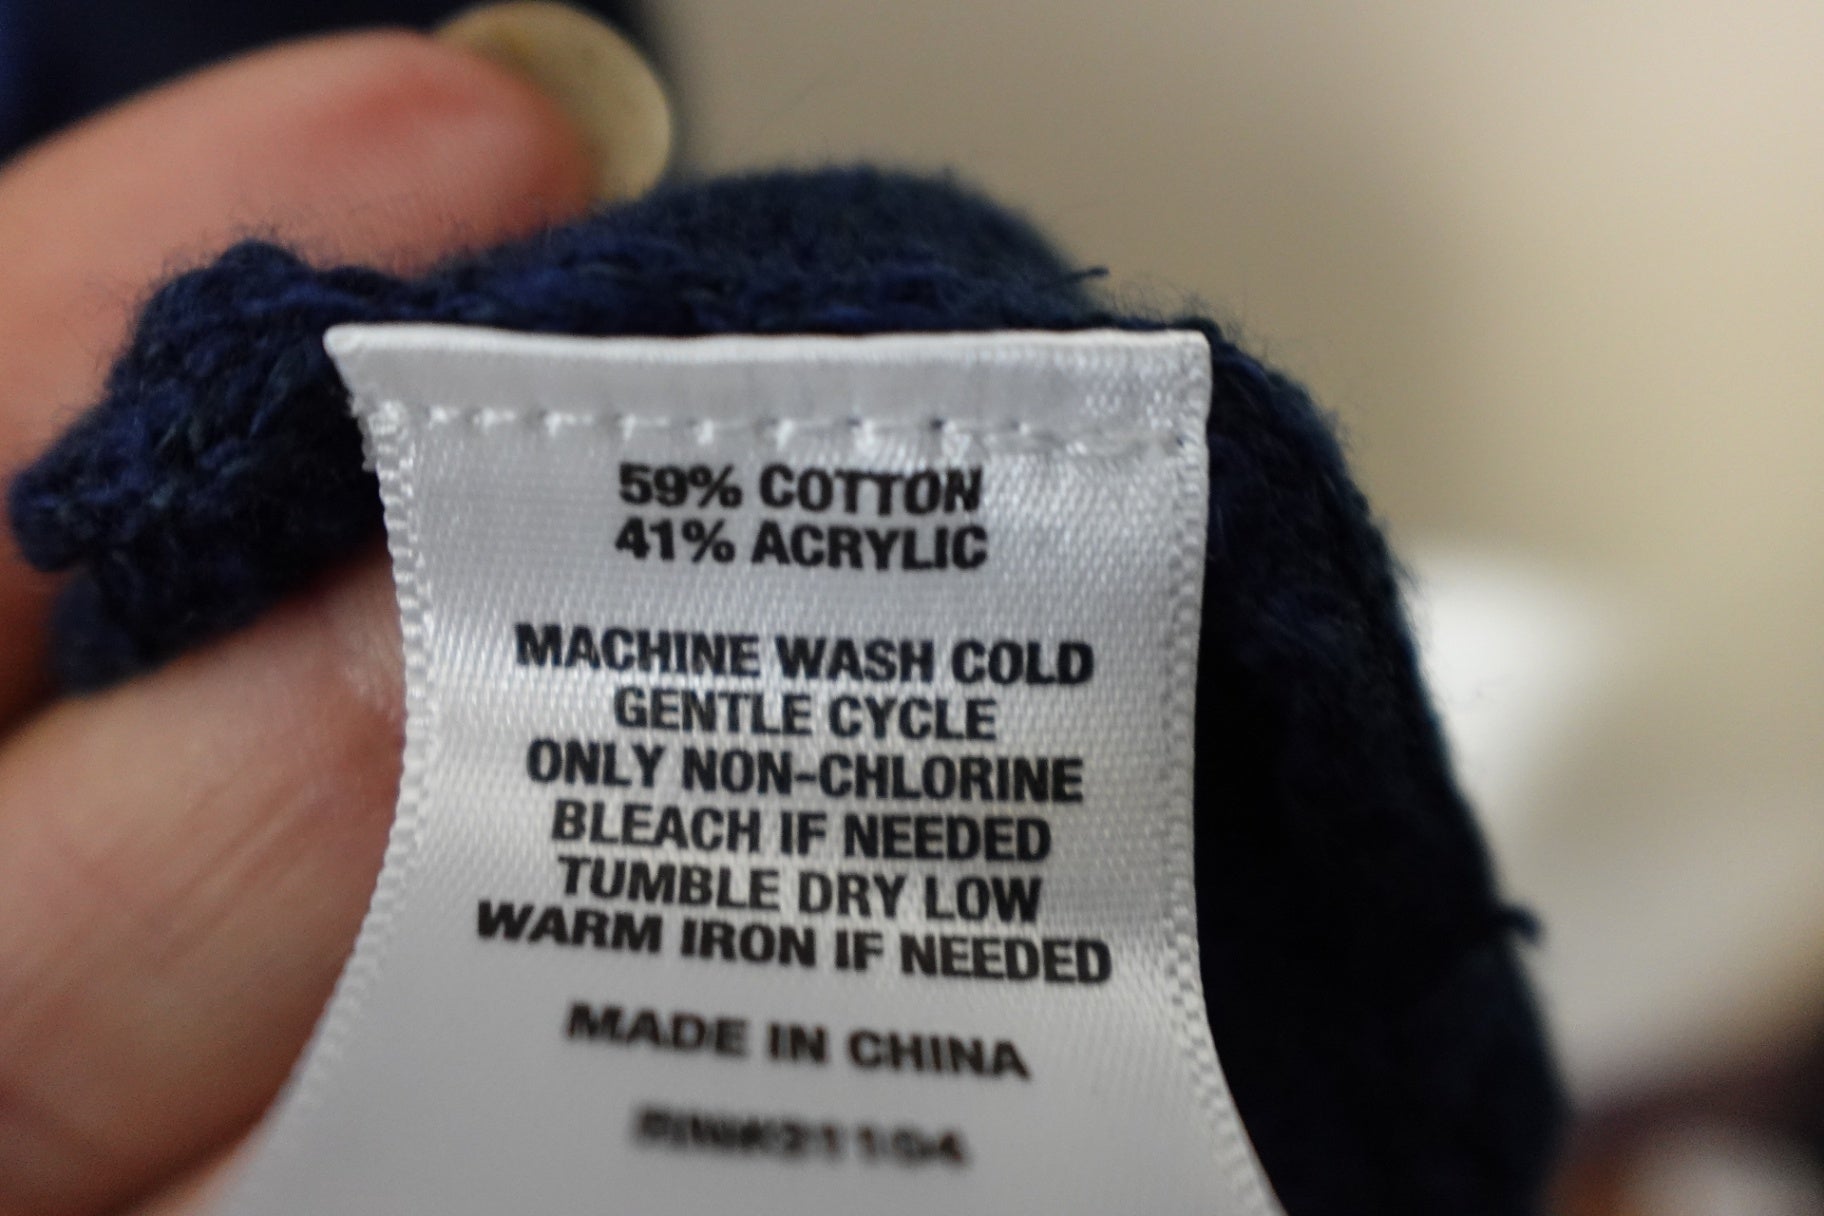 59% COTTON
41% ACRYLIC
MACHINE WASH COLD
GENTLE CYCLE
ONLY NON-CHLORINE
BLEACH IF NEEDED
TUMBLE DRY LOW
WARM IRON IF NEEDED
MADE IN CHINA